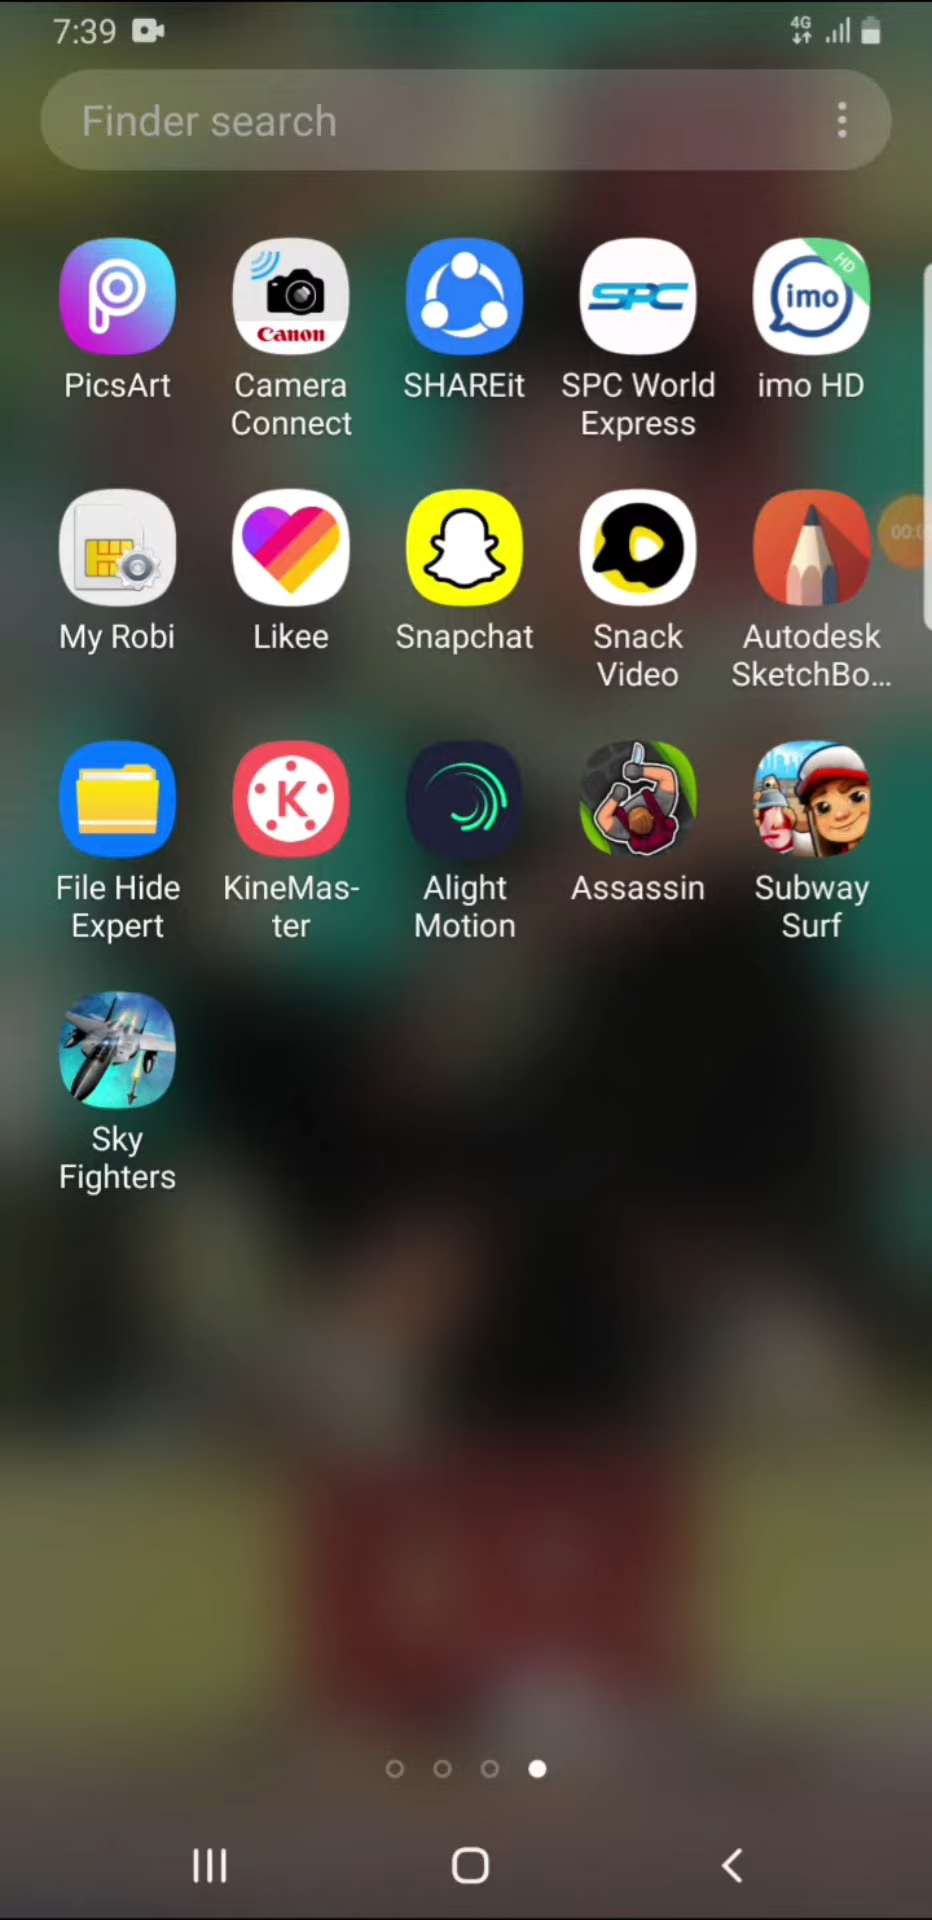 7:39
4G
Finder search
Canon
SPC
HD
imo
PicsArt
Camera
Connect
SHAREit
SPC World
Express
imo HD
My Robi
Likee
Snapchat
Snack
Video
Autodesk
SketchBo...
K
File Hide
Expert
KineMas-
ter
Alight
Motion
Assassin
Subway
Surf
Sky
Fighters